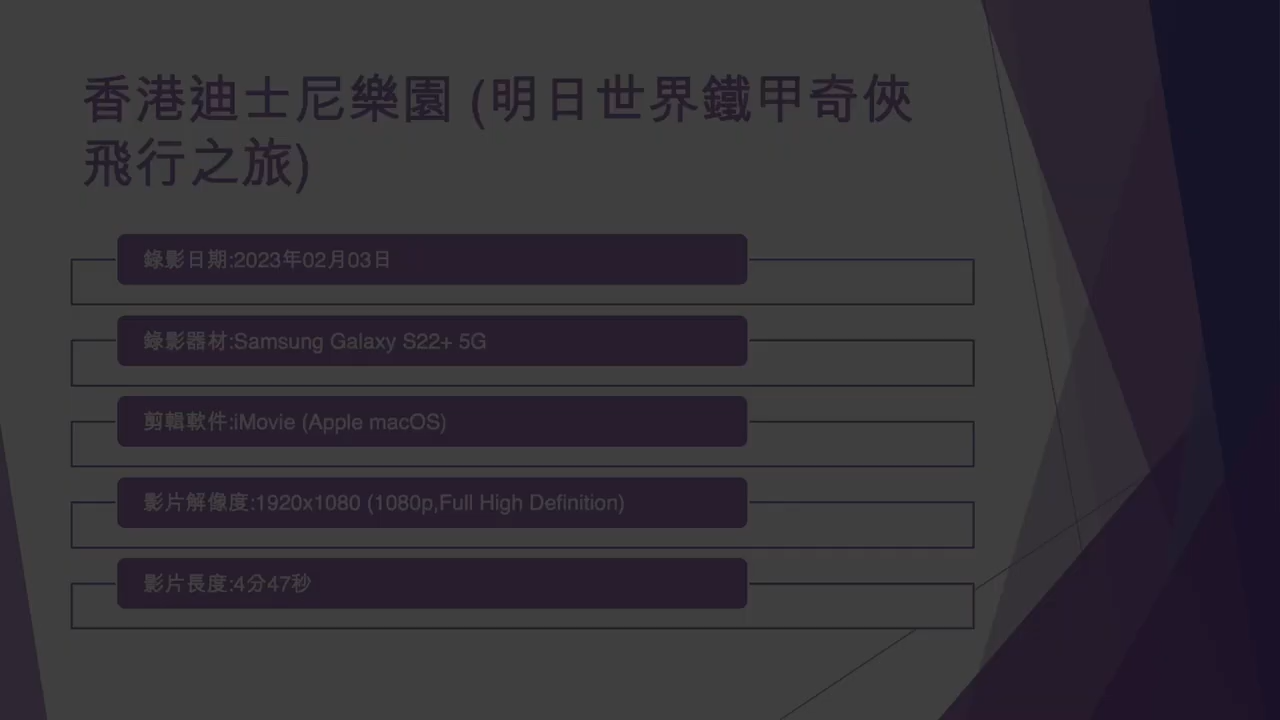 香港迪士尼樂園 (明日世界鐵甲奇俠
飛行之旅)
錄影日期:2023年02月03日
錄影器材:Samsung Galaxy S22+ 5G
剪輯軟件:iMovie (Apple macOS)
影片解像度:1920x1080 (1080p,Full High Definition)
影片長度:4分47秒